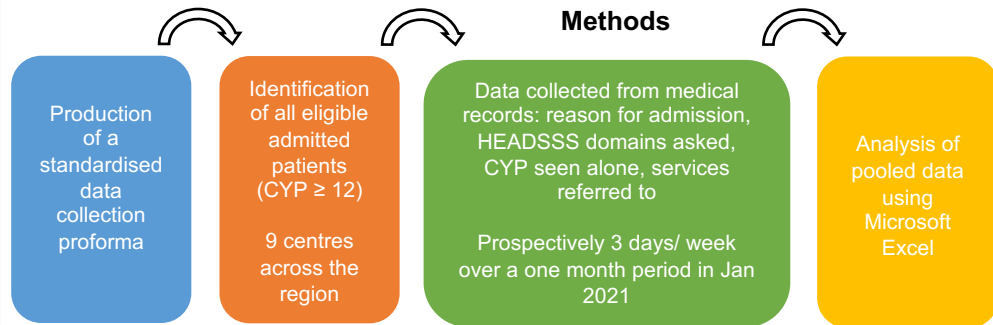 Methods
Production
of a
standardised
data
collection
proforma
Identification
of all eligible
admitted
patients
(CYP ≥ 12)
9 centres
across the
region
Data collected from medical
records: reason for admission,
HEADSSS domains asked,
CYP seen alone, services
referred to
Prospectively 3 days/ week
over a one month period in Jan
2021
Analysis of
pooled data
using
Microsoft
Excel